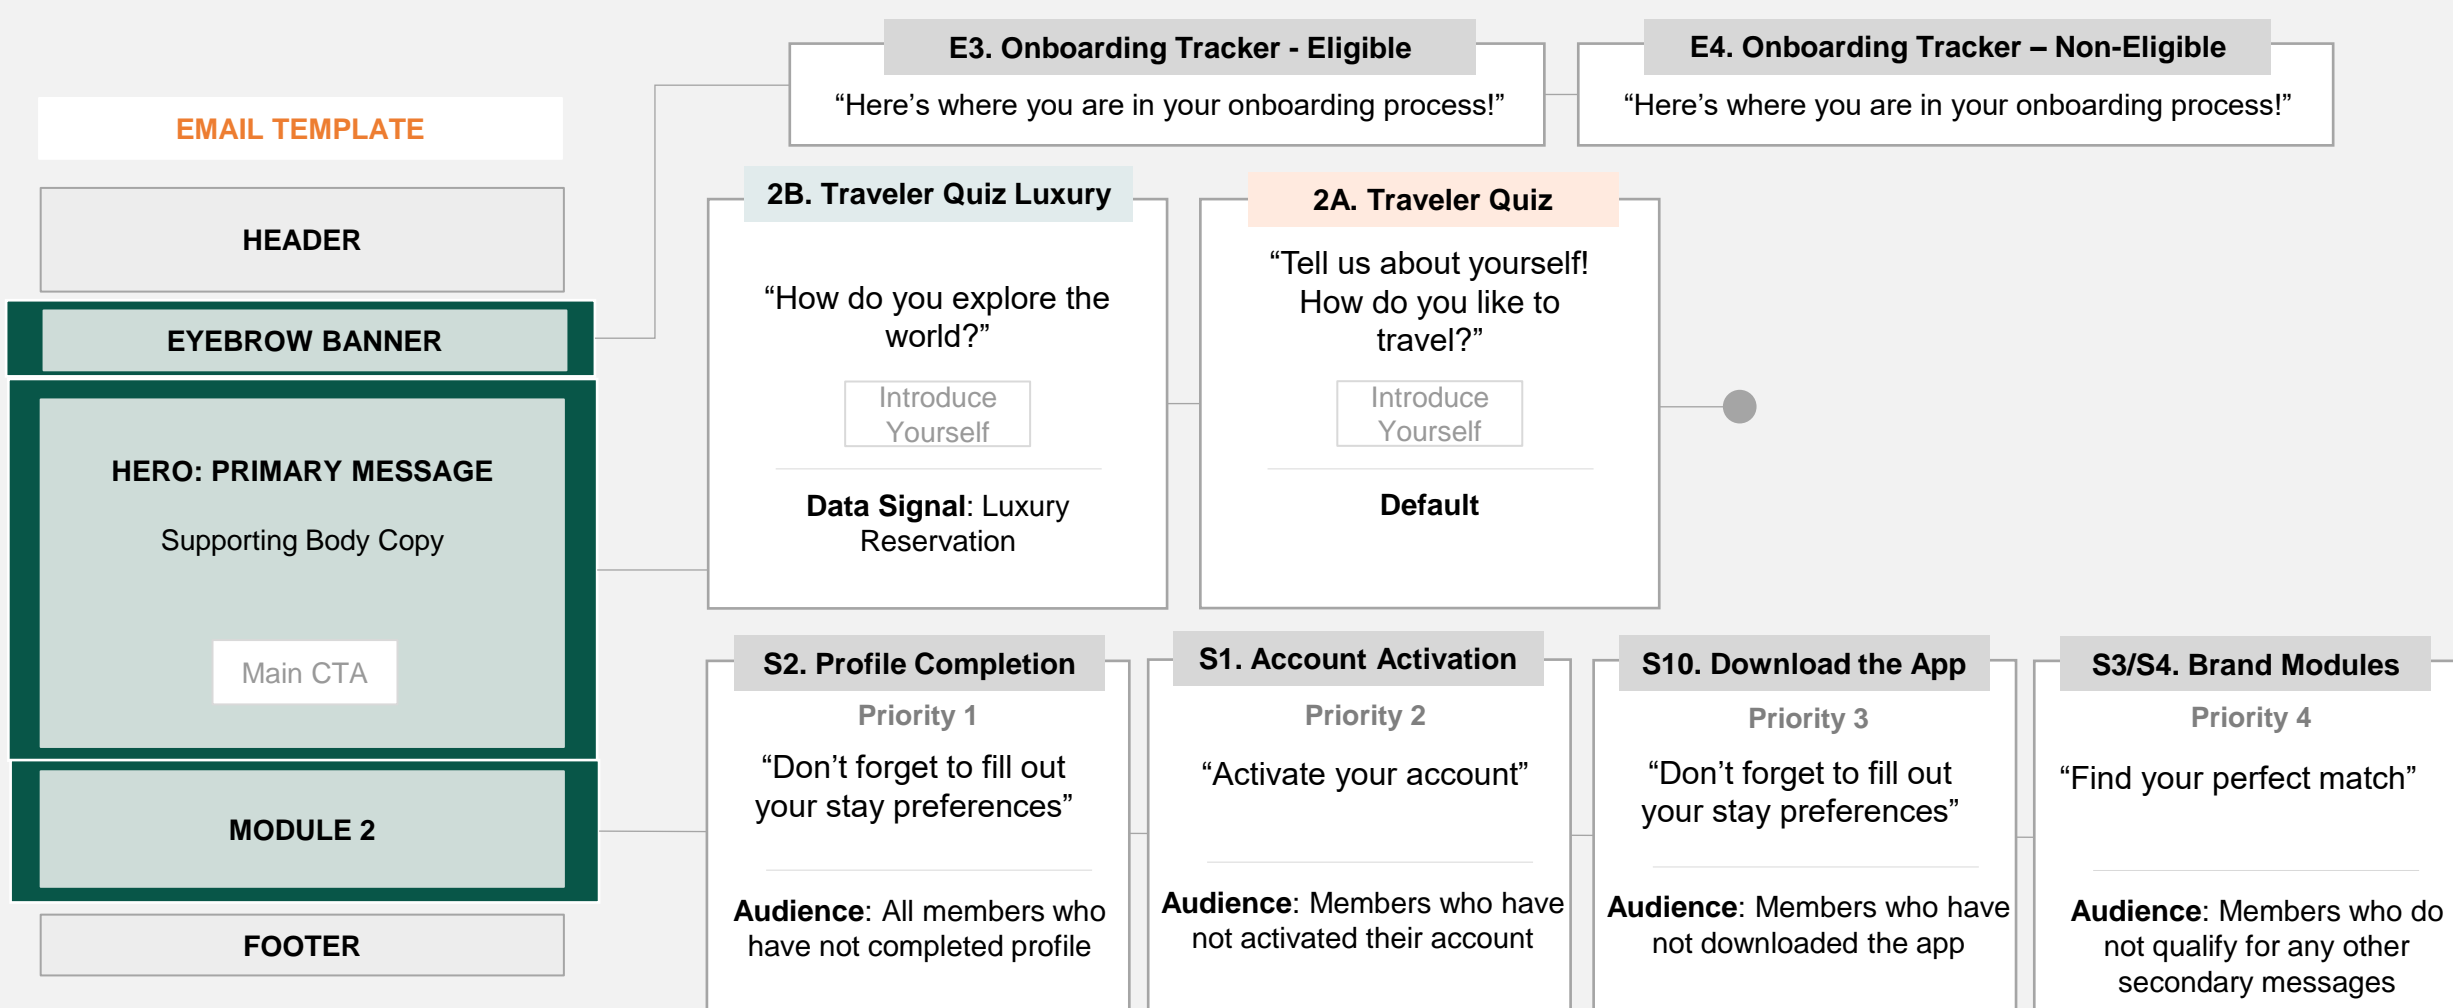 EMAIL TEMPLATE
HEADER
EYEBROW BANNER
HERO: PRIMARY MESSAGE
Supporting Body Copy
Main CTA
MODULE 2
FOOTER
E3. Onboarding Tracker - Eligible
“Here’s where you are in your onboarding process!”
E4. Onboarding Tracker – Non-Eligible
“Here’s where you are in your onboarding process!”
2B. Traveler Quiz Luxury
“How do you explore the
world?”
Introduce
Yourself
Data Signal: Luxury
Reservation
2A. Traveler Quiz
“Tell us about yourself!
How do you like to
travel?”
Introduce
Yourself
Default
S2. Profile Completion
Priority 1
“Don’t forget to fill out
your stay preferences”
Audience: All members who
have not completed profile
S1. Account Activation
Priority 2
“Activate your account”
Audience: Members who have
not activated their account
S10. Download the App
Priority 3
“Don’t forget to fill out
your stay preferences”
Audience: Members who have
not downloaded the app
S3/S4. Brand Modules
Priority 4
“Find your perfect match”
Audience: Members who do
not qualify for any other
secondary messages